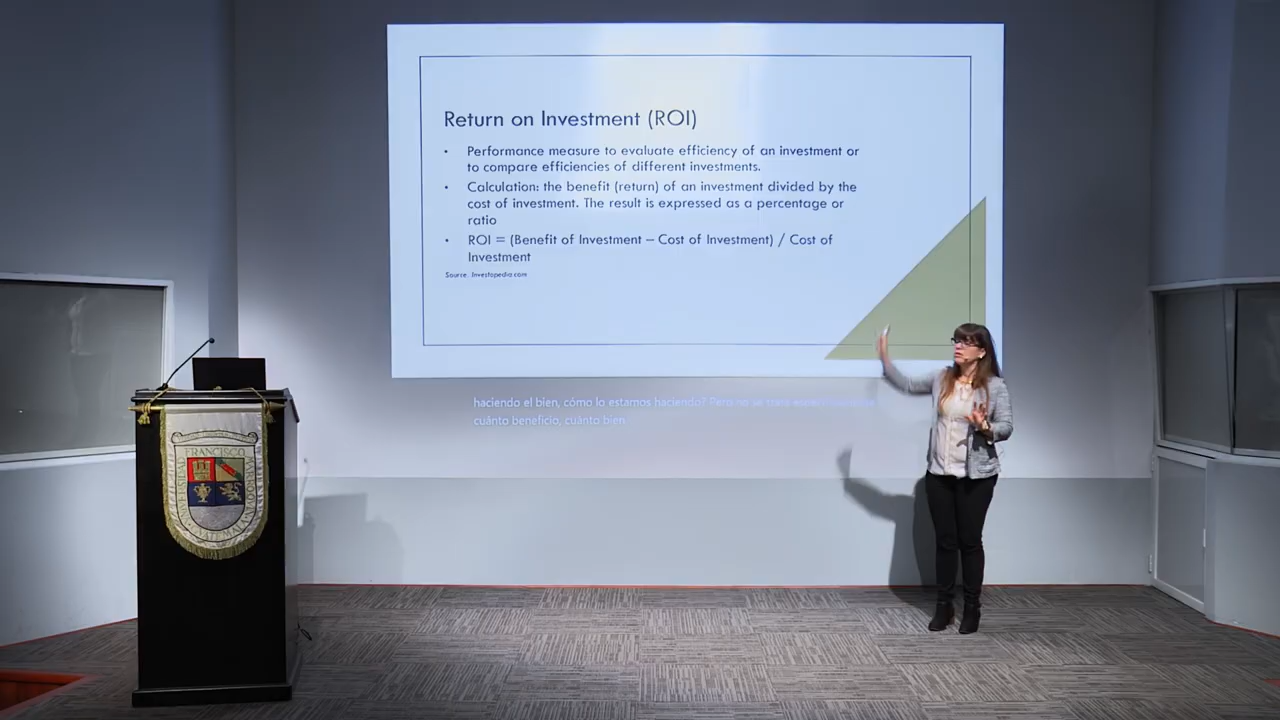 Return on Investment (ROI)
• Performance measure to evaluate efficiency of an investment or
to compare efficiencies of different investments.
• Calculation: the benefit (return) of an investment divided by the
cost of investment. The result is expressed as a percentage or
ratio
• ROI = (Benefit of Investment – Cost of Investment) / Cost of
Investment
Source: Investopedia.com
haciendo el bien, cómo lo estamos haciendo? Pero no se trata
cuánto beneficio, cuánto bien
FRANCISCO